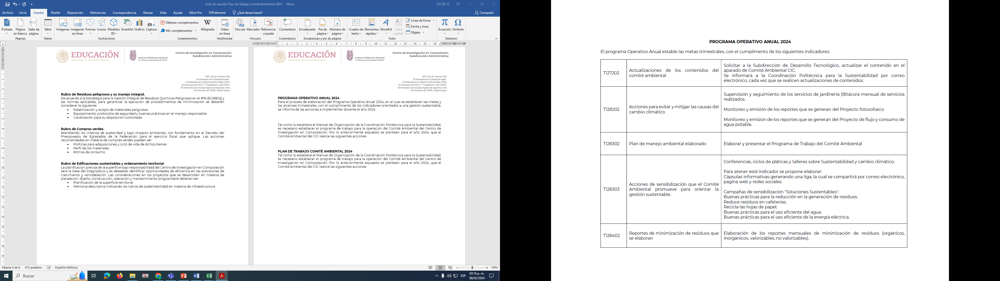 Acta de reunión Plan de Trabajo Comité Ambiental 2024 - Word
CIC EP 12
Archivo Inicio Insertar Diseño Disposición Referencias Correspondencia Revisar Vista Ayuda Nitro Pro PDFelement ¿Qué desea hacer? Compartir
Portada
Página en blanco
Salto de página
Páginas
Tabla
Tablas
Imágenes
Imágenes en línea
Formas
Iconos
Modelos 3D
SmartArt
Gráfico
Captura
Ilustraciones
Obtener complementos
Mis complementos
Wikipedia
Complementos
Vídeo en línea
Multimedia
Vínculo
Marcador
Referencia cruzada
Vínculos
Comentario
Comentarios
Encabezado
Pie de página
Número de página
Encabezado y pie de página
Cuadro de texto
Elementos rápidos
WordArt
Letra capital
Línea de firma
Fecha y hora
Objeto
Texto
Ecuación
Símbolo
Símbolos
EDUCACIÓN
SECRETARÍA DE EDUCACIÓN PÚBLICA
Instituto Politécnico Nacional
"La Técnica al Servicio de la Patria"
Centro de Investigación en Computación
Subdirección Administrativa
2023. Año de Francisco Villa
30 Aniversario de la Declaración sobre
la Eliminación de la Violencia contra la Mujer (ONU)
60 Aniversario del CECyT 7 "Cuauhtémoc" y del CENAC
90 Aniversario de la Escuela Superior de Ingeniería Textil
40 Aniversario del CIIDIR, Unidad Oaxaca
Rubro de Residuos peligrosos y su manejo integral.
De acuerdo a la Estrategia para la Gestión Integral de Residuos Químicos Peligrosos en el IPN (EGIREQ) y
las normas aplicables, para garantizar la ejecución de procedimientos de minimización se deberán
considerar lo siguiente:
• Estabilización y acopio de materiales peligrosos.
• Equipamiento, protocolos de seguridad y buenas prácticas en el manejo responsable.
• Canalización para su disposición controlada.
Rubro de Compras verdes.
Atendiendo los criterios de austeridad y bajo impacto ambiental, con fundamento en el Decreto del
Presupuesto de Egresados de la Federación para el ejercicio fiscal que aplique. Las acciones
recomendadas en materia de compras verdes pueden ser:
• Políticas para adquisiciones y ciclo de vida de dichos bienes.
• Perfil de los materiales.
• Ritmos de consumo.
Rubro de Edificaciones sustentables y ordenamiento territorial.
La planificación precisa de la superficie bajo responsabilidad del Centro de Investigación en Computación
será la base del Diagnóstico y es deseable identificar oportunidades de eficiencia en las previsiones de
crecimiento y remodelación. Las consideraciones en los proyectos que se desarrollen en materia de
planeación, diseño, construcción, operación y mantenimiento programable deberán ser:
• Planificación de la superficie territorial
• Memoria descriptiva indicando los rubros de sustentabilidad en materia de infraestructura.
EDUCACIÓN
SECRETARÍA DE EDUCACIÓN PÚBLICA
Instituto Politécnico Nacional
"La Técnica al Servicio de la Patria"
Centro de Investigación en Computación
Subdirección Administrativa
2023. Año de Francisco Villa
30 Aniversario de la Declaración sobre
la Eliminación de la Violencia contra la Mujer (ONU)
60 Aniversario del CECyT 7 "Cuauhtémoc" y del CENAC
90 Aniversario de la Escuela Superior de Ingeniería Textil
40 Aniversario del CIIDIR, Unidad Oaxaca
PROGRAMA OPERATIVO ANUAL 2024
Para el proceso de elaboración del Programa Operativo Anual 2024, en el cual se establecen las metas y
los alcances trimestrales, con el cumplimiento de los indicadores orientados a una gestión sustentable,
se informa de las acciones a implementar durante el año 2024.
Tal como lo establece el Manual de Organización de la Coordinación Politécnica para la Sustentabilidad,
es necesario establecer el programa de trabajo para la operación del Comité Ambiental del Centro de
Investigación en Computación. Por lo anteriormente expuesto se plantean para el año 2024, que el
Comité Ambiental del CIC realice las siguientes acciones:
PLAN DE TRABAJO COMITÉ AMBIENTAL 2024
Tal como lo establece el Manual de Organización de la Coordinación Politécnica para la Sustentabilidad,
es necesario establecer el programa de trabajo para la operación del Comité Ambiental del Centro de
Investigación en Computación. Por lo anteriormente expuesto se plantean para el año 2024, que el
Comité Ambiental del CIC realice las siguientes acciones:
Página 4 de 6 975 palabras Español (México) 100%
Buscar
ESP
03:16 p. m.
08/02/2024
PROGRAMA OPERATIVO ANUAL 2024
El programa Operativo Anual estable las metas trimestrales, con el cumplimento de los siguientes indicadores:
T127202
Actualizaciones de los contenidos del
comité ambiental
Solicitar a la Subdirección de Desarrollo Tecnológico, actualizar el contenido en el
aparado de Comité Ambiental CIC.
Se informará a la Coordinación Politécnica para la Sustentabilidad por correo
electrónico, cada vez que se realicen actualizaciones de contenidos.
T128202
Acciones para evitar y mitigar las causas del
cambio climático
Supervisión y seguimiento de los servicios de jardinería (Bitácora mensual de servicios
realizados.
Monitoreo y emisión de los reportes que se generan del Proyecto fotovoltaico
Monitoreo y emisión de los reportes que se generan del Proyecto de flujo y consumo de
agua potable.
T128302
Plan de manejo ambiental elaborado
Elaborar y presentar el Programa de Trabajo del Comité Ambiental
T128303
Acciones de sensibilización que el Comité
Ambiental promueve para orientar la
gestión sustentable.
Conferencias, ciclos de pláticas y talleres sobre Sustentabilidad y cambio climático.
Para atener esté indicador se propone elaborar:
Cápsulas informativas generando una liga, la cual se compartirá por correo electrónico,
pagina web y redes sociales.
Campañas de sensibilización "Soluciones Sustentables":
Buenas prácticas para la reducción en la generación de residuos.
Reduce residuos en cafeterías.
Recicla las hojas de papel.
Buenas prácticas para el uso eficiente del agua.
Buenas prácticas para el uso eficiente de la energía eléctrica.
T128402
Reportes de minimización de residuos que
se elaboran
Elaboración de los reportes mensuales de minimización de residuos (orgánicos,
inorgánicos, valorizables, no valorizables).